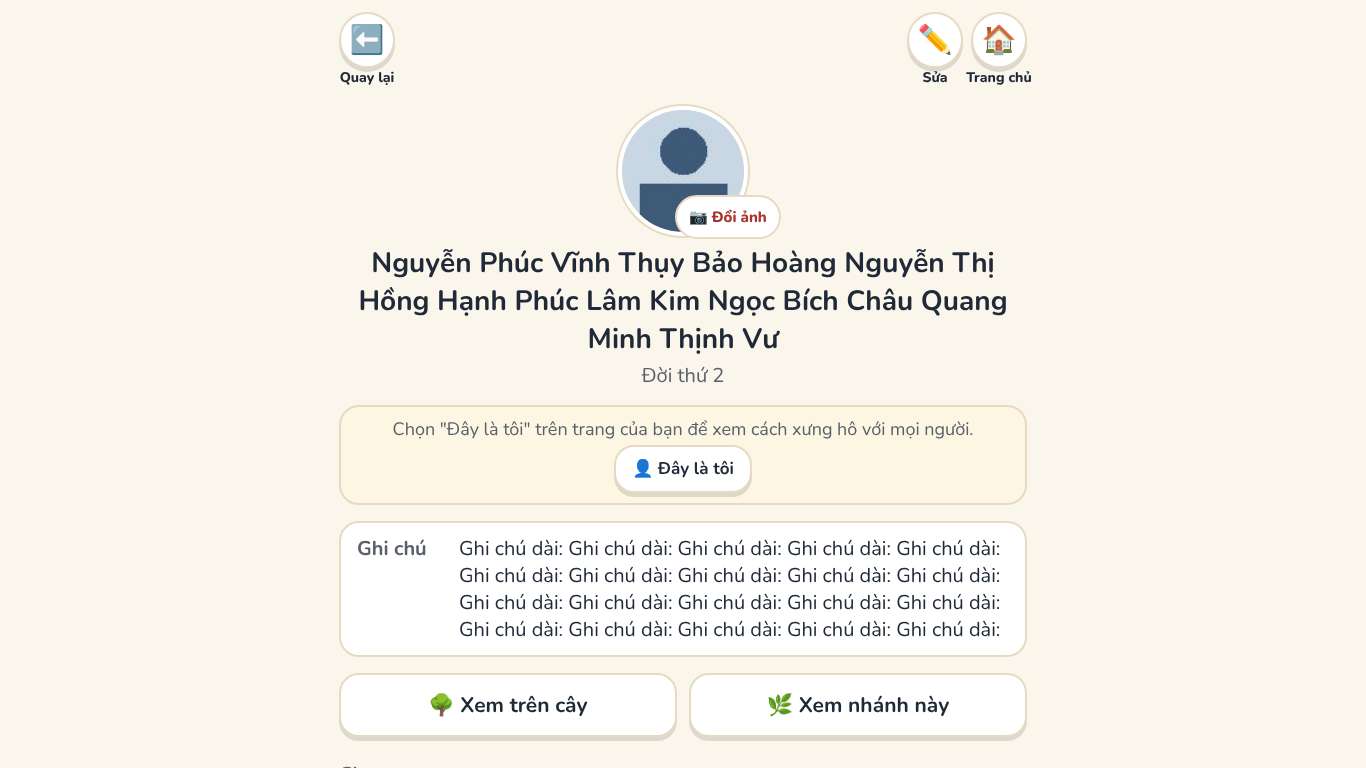 Quay lại
Sửa
Trang chủ
Đổi ảnh
Nguyễn Phúc Vĩnh Thụy Bảo Hoàng Nguyễn Thị
Hồng Hạnh Phúc Lâm Kim Ngọc Bích Châu Quang
Minh Thịnh Vư
Đời thứ 2
Chọn "Đây là tôi" trên trang của bạn để xem cách xưng hô với mọi người.
Đây là tôi
Ghi chú
Ghi chú dài: Ghi chú dài: Ghi chú dài: Ghi chú dài: Ghi chú dài:
Ghi chú dài: Ghi chú dài: Ghi chú dài: Ghi chú dài: Ghi chú dài:
Ghi chú dài: Ghi chú dài: Ghi chú dài: Ghi chú dài: Ghi chú dài:
Ghi chú dài: Ghi chú dài: Ghi chú dài: Ghi chú dài: Ghi chú dài:
Xem trên cây
Xem nhánh này